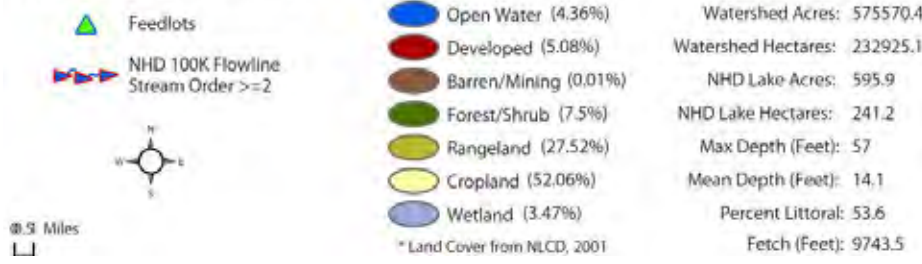 Feedlots
NHD 100K Flowline
Stream Order >=2
N
W E
S
Miles
Open Water (4.36%)
Developed (5.08%)
Barren/Mining (0.01%)
Forest/Shrub (7.5%)
Rangeland (27.52%)
Cropland (52.06%)
Wetland (3.47%)
* Land Cover from NLCD, 2001
Watershed Acres: 575570.4
Watershed Hectares: 232925.1
NHD Lake Acres: 595.9
NHD Lake Hectares: 241.2
Max Depth (Feet): 57
Mean Depth (Feet): 14.1
Percent Littoral: 53.6
Fetch (Feet): 9743.5